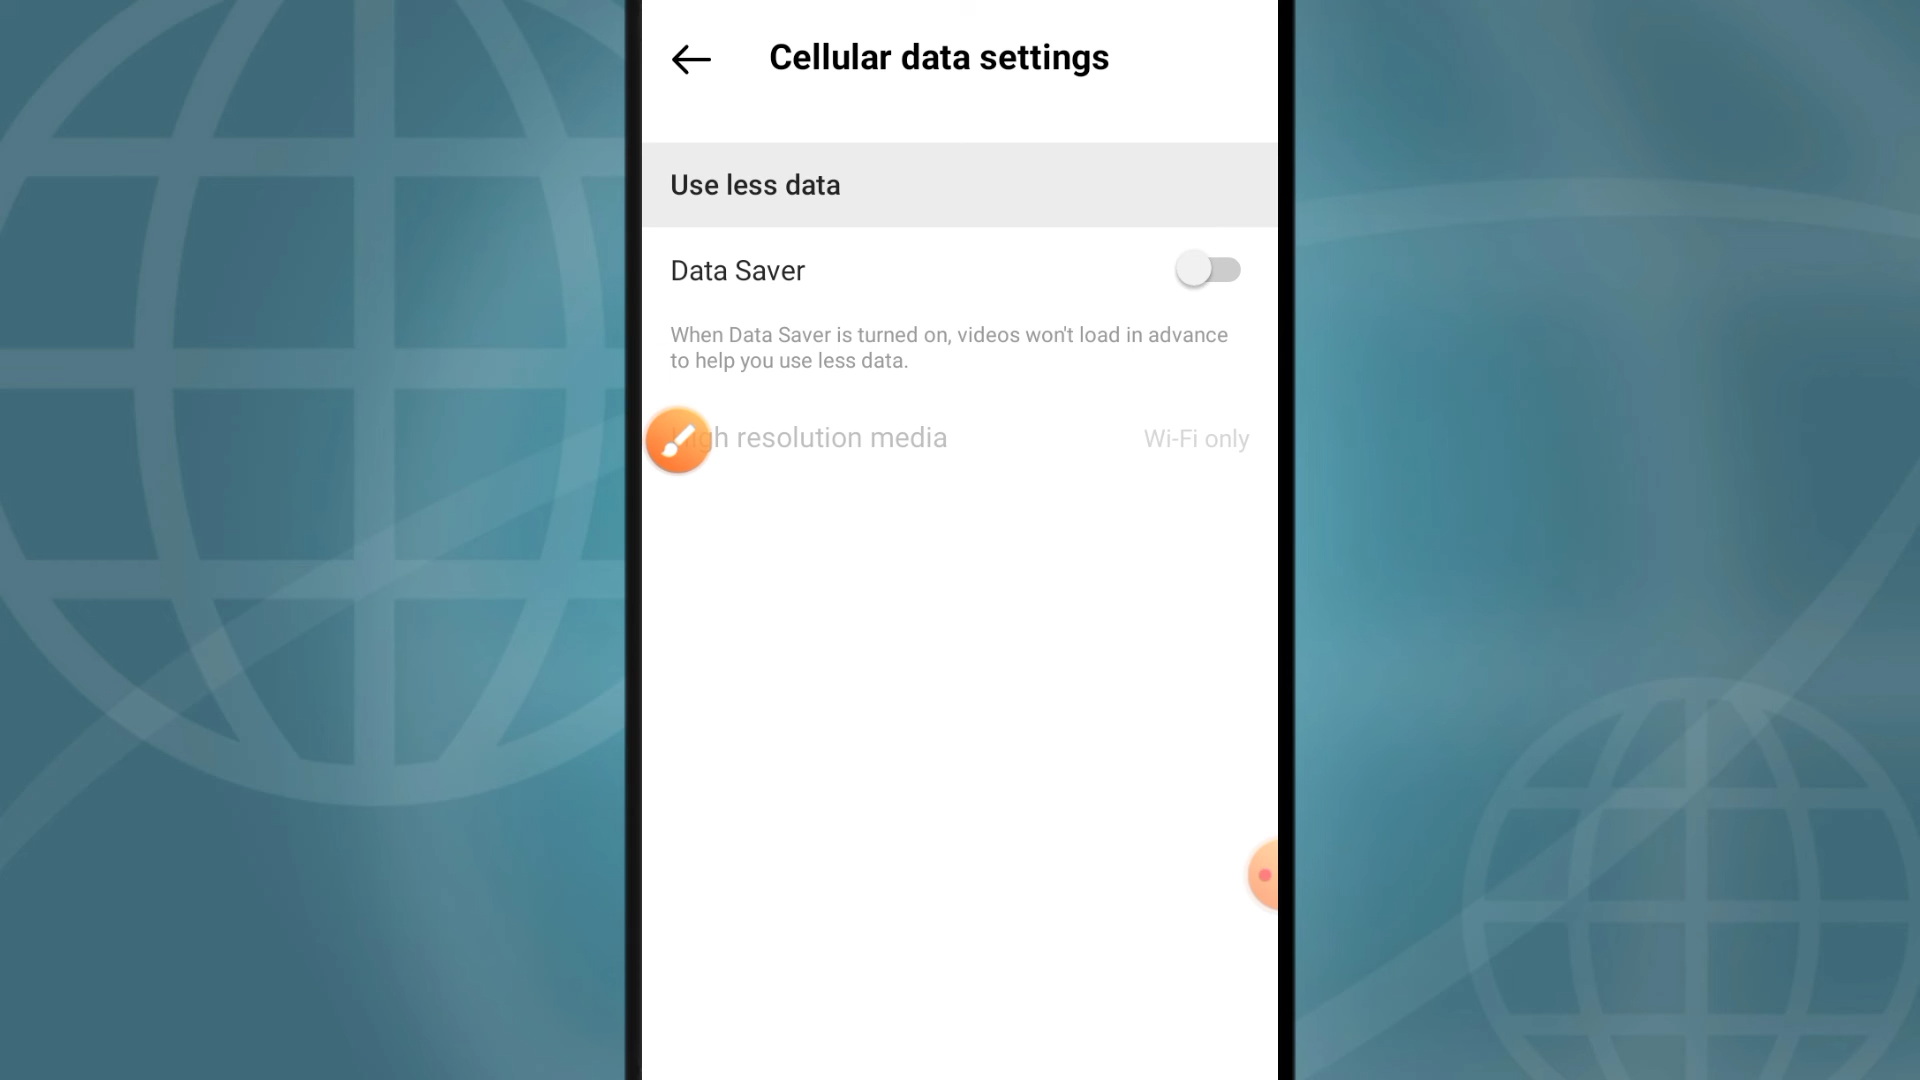 Cellular data settings
Use less data
Data Saver
When Data Saver is turned on, videos won't load in advance
to help you use less data.
resolution media
Wi-Fi only